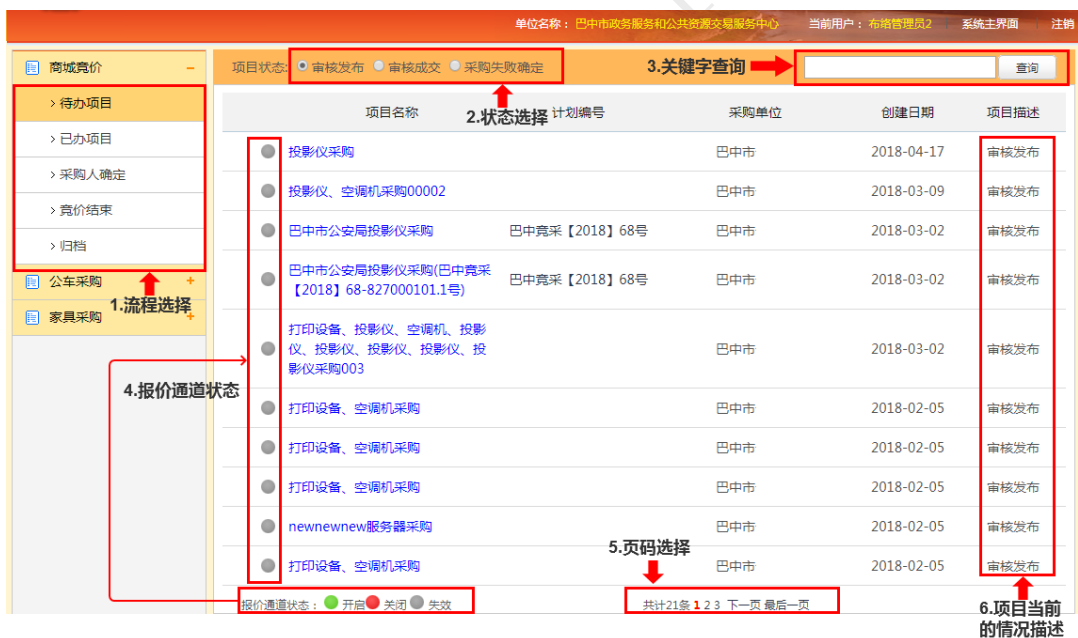 单位名称： 巴中市政务服务和公共资源交易服务中心 当前用户：布络管理员2 系统主界面 注销
商城竞价 －
> 待办项目
> 已办项目
> 采购人确定
> 竞价结束
> 归档
公车采购 +
1.流程选择
家具采购 +
项目状态: 审核发布 审核成交 采购失败确定
3.关键字查询
查询
2.状态选择
项目名称 计划编号 采购单位 创建日期 项目描述
投影仪采购 巴中市 2018-04-17 审核发布
投影仪、空调机采购00002 巴中市 2018-03-09 审核发布
巴中市公安局投影仪采购 巴中竞采【2018】68号 巴中市 2018-03-02 审核发布
巴中市公安局投影仪采购(巴中竞采
【2018】68-827000101.1号) 巴中竞采【2018】68号 巴中市 2018-03-02 审核发布
打印设备、投影仪、空调机、投影
仪、投影仪、投影仪、投影仪、投
影仪采购003 巴中市 2018-03-02 审核发布
4.报价通道状态
打印设备、空调机采购 巴中市 2018-02-05 审核发布
打印设备、空调机采购 巴中市 2018-02-05 审核发布
打印设备、空调机采购 巴中市 2018-02-05 审核发布
newnewnew服务器采购 巴中市 2018-02-05 审核发布
5.页码选择
打印设备、空调机采购 巴中市 2018-02-05 审核发布
报价通道状态： 开启 关闭 失效
共计21条 1 2 3 下一页 最后一页
6.项目当前
的情况描述